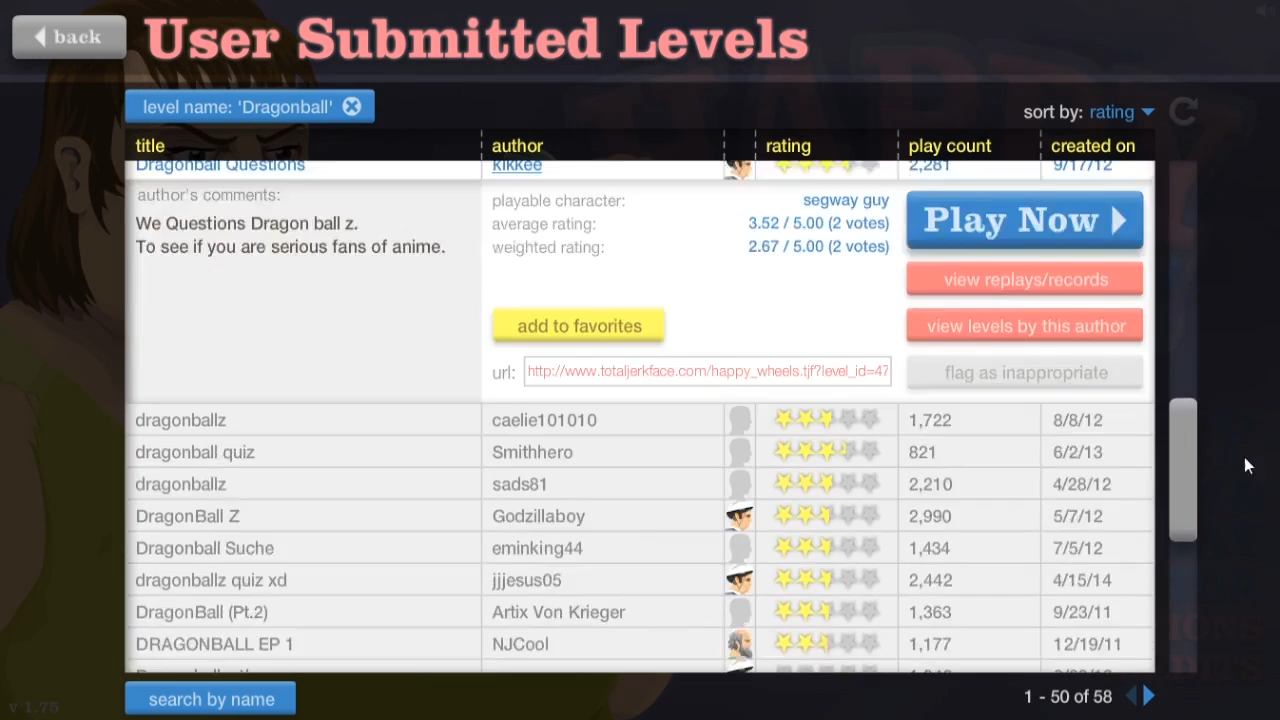 back
User Submitted Levels
level name: 'Dragonball'
sort by: rating
title author rating play count created on
Dragonball Questions kikkee 2,281 9/17/12
author's comments:
We Questions Dragon ball z.
To see if you are serious fans of anime.
playable character: segway guy
average rating: 3.52 / 5.00 (2 votes)
weighted rating: 2.67 / 5.00 (2 votes)
Play Now
view replays/records
add to favorites
view levels by this author
url: http://www.totaljerkface.com/happy_wheels.tjf?level_id=47
flag as inappropriate
dragonballz caelie101010 1,722 8/8/12
dragonball quiz Smithhero 821 6/2/13
dragonballz sads81 2,210 4/28/12
DragonBall Z Godzillaboy 2,990 5/7/12
Dragonball Suche eminking44 1,434 7/5/12
dragonballz quiz xd jjjesus05 2,442 4/15/14
DragonBall (Pt.2) Artix Von Krieger 1,363 9/23/11
DRAGONBALL EP 1 NJCool 1,177 12/19/11
search by name
1 - 50 of 58
v 1.75